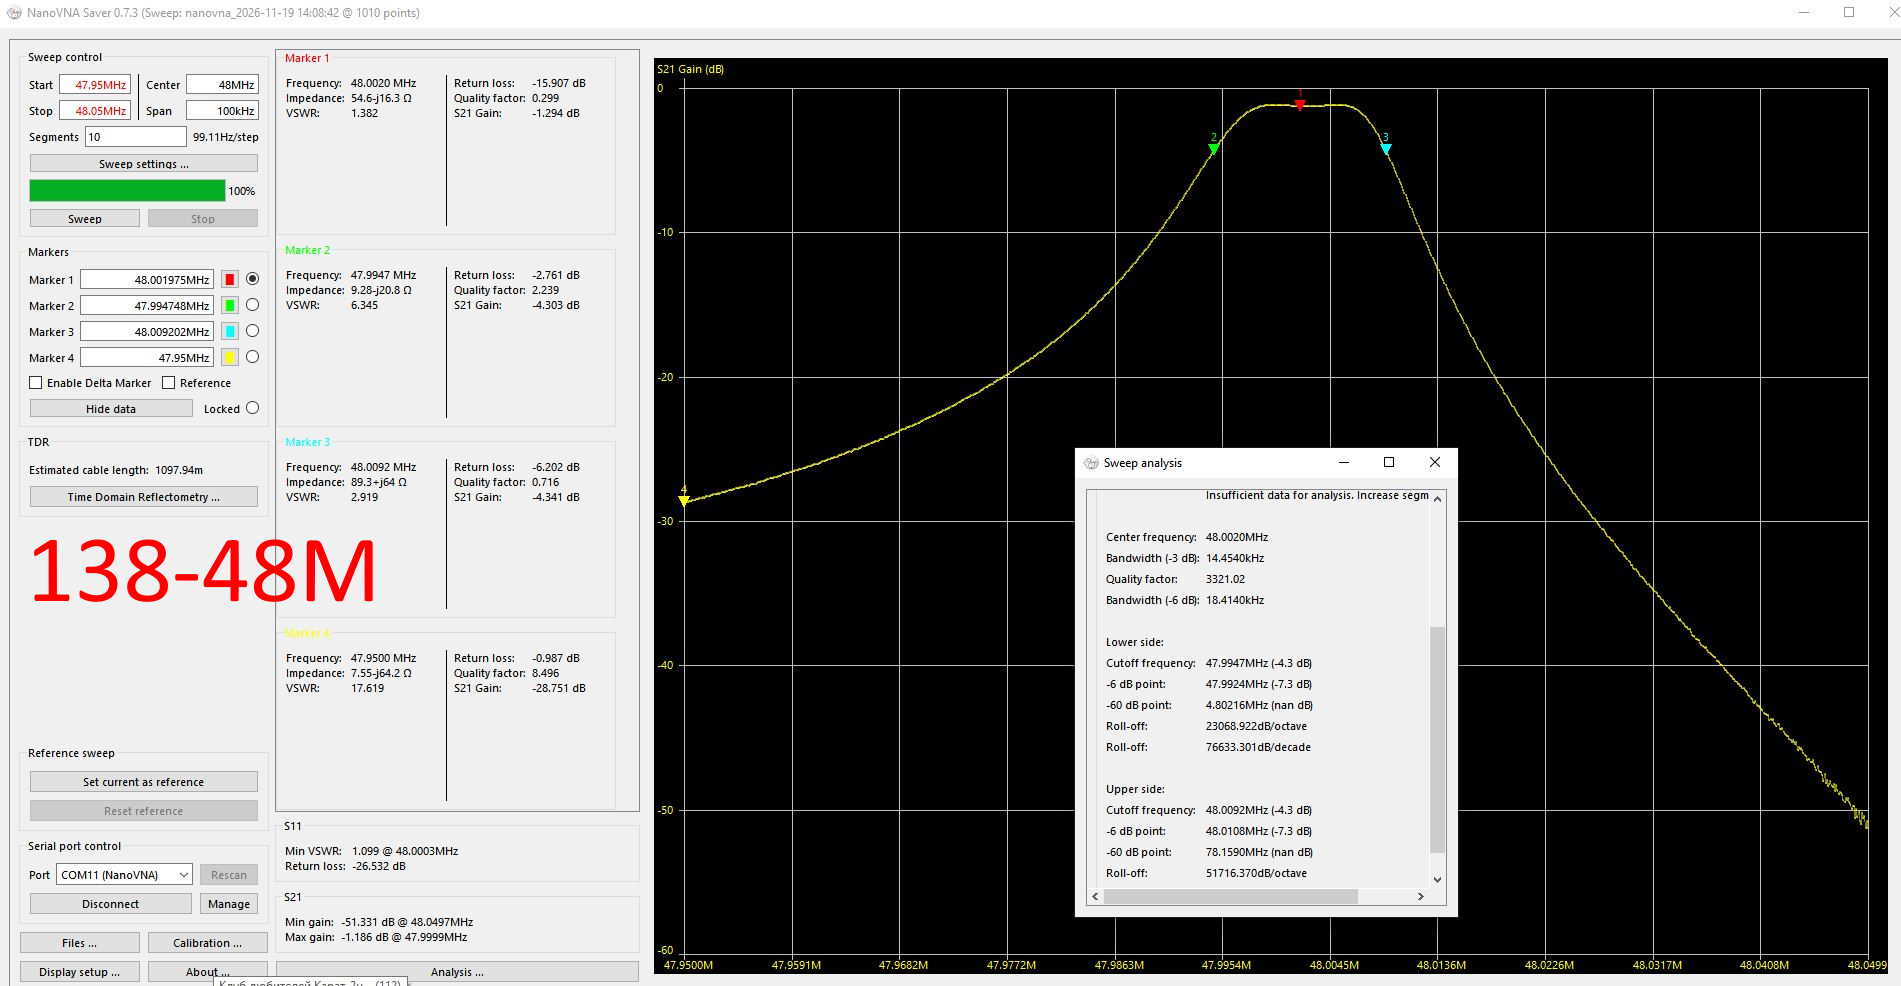 NanoVNA Saver 0.7.3 (Sweep: nanovna_2026-11-19 14:08:42 @ 1010 points)
Sweep control
Start 47.95MHz Center 48MHz
Stop 48.05MHz Span 100kHz
Segments 10 99.11Hz/step
Sweep settings ...
100%
Sweep Stop
Markers
Marker 1 48.001975MHz
Marker 2 47.994748MHz
Marker 3 48.009202MHz
Marker 4 47.95MHz
Enable Delta Marker Reference
Hide data Locked
TDR
Estimated cable length: 1097.94m
Time Domain Reflectometry ...
138-48M
Reference sweep
Set current as reference
Reset reference
Serial port control
Port COM11 (NanoVNA) Rescan
Disconnect Manage
Files ... Calibration ...
Display setup ... About ...
Marker 1
Frequency: 48.0020 MHz Return loss: -15.907 dB
Impedance: 54.6-j16.3 Ω Quality factor: 0.299
VSWR: 1.382 S21 Gain: -1.294 dB
Marker 2
Frequency: 47.9947 MHz Return loss: -2.761 dB
Impedance: 9.28-j20.8 Ω Quality factor: 2.239
VSWR: 6.345 S21 Gain: -4.303 dB
Marker 3
Frequency: 48.0092 MHz Return loss: -6.202 dB
Impedance: 89.3+j64 Ω Quality factor: 0.716
VSWR: 2.919 S21 Gain: -4.341 dB
Marker 4
Frequency: 47.9500 MHz Return loss: -0.987 dB
Impedance: 7.55-j64.2 Ω Quality factor: 8.496
VSWR: 17.619 S21 Gain: -28.751 dB
S11
Min VSWR: 1.099 @ 48.0003MHz
Return loss: -26.532 dB
S21
Min gain: -51.331 dB @ 48.0497MHz
Max gain: -1.186 dB @ 47.9999MHz
Analysis ...
S21 Gain (dB)
0
-10
-20
-30
-40
-50
-60
1
2
3
4
47.9500M 47.9591M 47.9682M 47.9772M 47.9863M 47.9954M 48.0045M 48.0136M 48.0226M 48.0317M 48.0408M 48.0499
Sweep analysis
Insufficient data for analysis. Increase segm
Center frequency: 48.0020MHz
Bandwidth (-3 dB): 14.4540kHz
Quality factor: 3321.02
Bandwidth (-6 dB): 18.4140kHz
Lower side:
Cutoff frequency: 47.9947MHz (-4.3 dB)
-6 dB point: 47.9924MHz (-7.3 dB)
-60 dB point: 4.80216MHz (nan dB)
Roll-off: 23068.922dB/octave
Roll-off: 76633.301dB/decade
Upper side:
Cutoff frequency: 48.0092MHz (-4.3 dB)
-6 dB point: 48.0108MHz (-7.3 dB)
-60 dB point: 78.1590MHz (nan dB)
Roll-off: 51716.370dB/octave